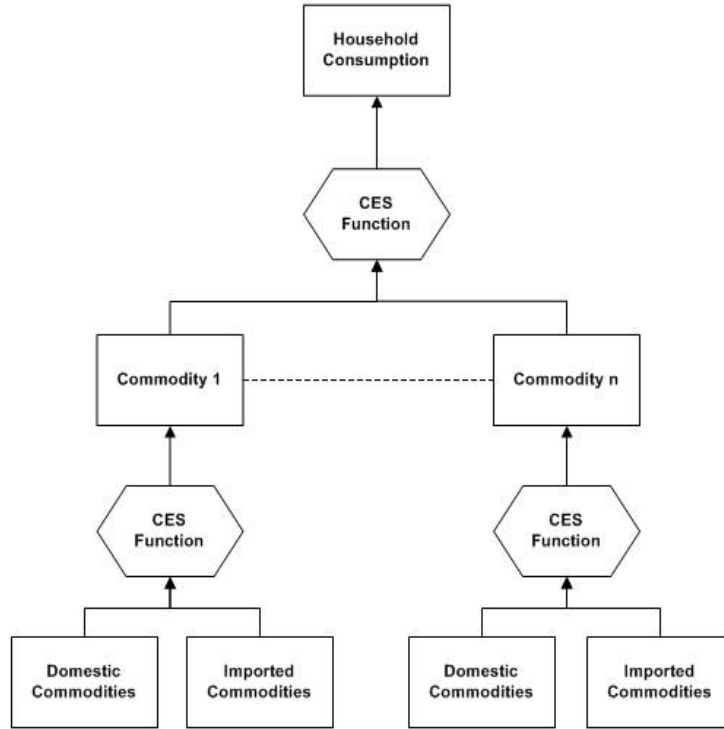 Household
Consumption
CES
Function
Commodity 1
Commodity n
CES
Function
CES
Function
Domestic
Commodities
Imported
Commodities
Domestic
Commodities
Imported
Commodities